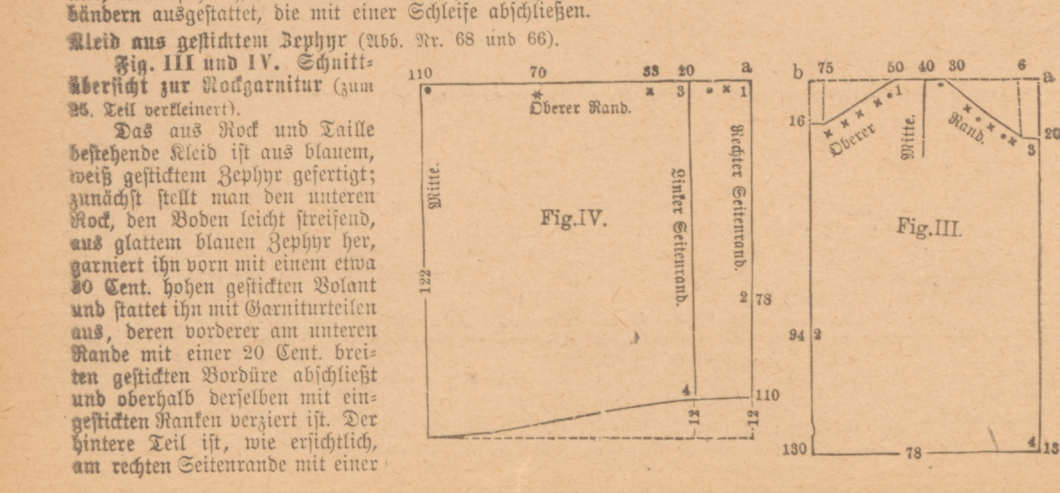 bändern ausgestattet, die mit einer Schleife abschließen.
Kleid aus gesticktem Zephyr (Abb. Nr. 68 und 66).
Fig. III und IV. Schnitt=
übersicht zur Rockgarnitur (zum
25. Teil verkleinert).
Das aus Rock und Taille
bestehende Kleid ist aus blauem,
weiß gesticktem Zephyr gefertigt;
zunächst stellt man den unteren
Rock, den Boden leicht streifend,
aus glattem blauen Zephyr her,
garniert ihn vorn mit einem etwa
Cent. hohen gestickten Volant
und stattet ihn mit Garniturteilen
aus, deren vorderer am unteren
Rande mit einer 20 Cent. brei=
ten gestickten Bordüre abschließt
und oberhalb derselben mit ein=
gestickten Ranken verziert ist. Der
hintere Teil ist, wie ersichtlich,
am rechten Seitenrande mit einer
110 70 33 20 a
* × 3 • × 1
Oberer Rand.
Mitte.
Linker Seitenrand.
Rechter Seitenrand.
Fig. IV.
122
2 78
4 110
12 12
b 75 50 40 30 6 a
16 × × × × • 1
Oberer
Mitte.
Rand.
3 20
Fig. III.
94 2
130 78 4 13